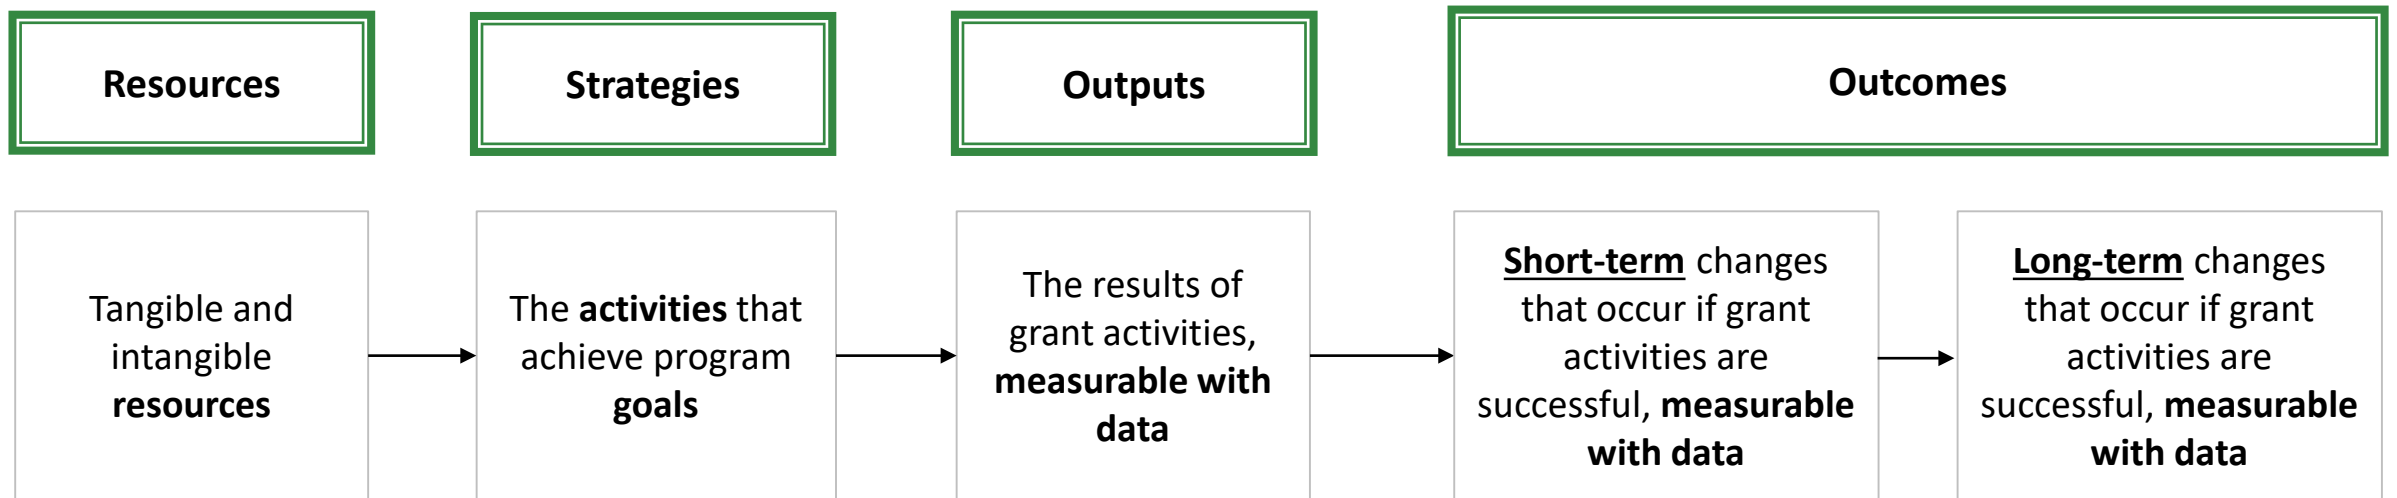 Resources
Strategies
Outputs
Outcomes
Tangible and
intangible
resources
The activities that
achieve program
goals
The results of
grant activities,
measurable with
data
Short-term changes
that occur if grant
activities are
successful, measurable
with data
Long-term changes
that occur if grant
activities are
successful, measurable
with data